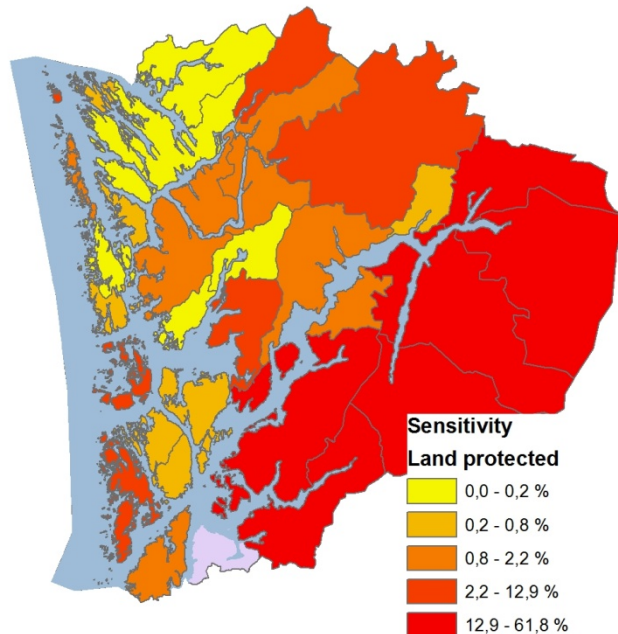 Sensitivity
Land protected
0,0 - 0,2 %
0,2 - 0,8 %
0,8 - 2,2 %
2,2 - 12,9 %
12,9 - 61,8 %